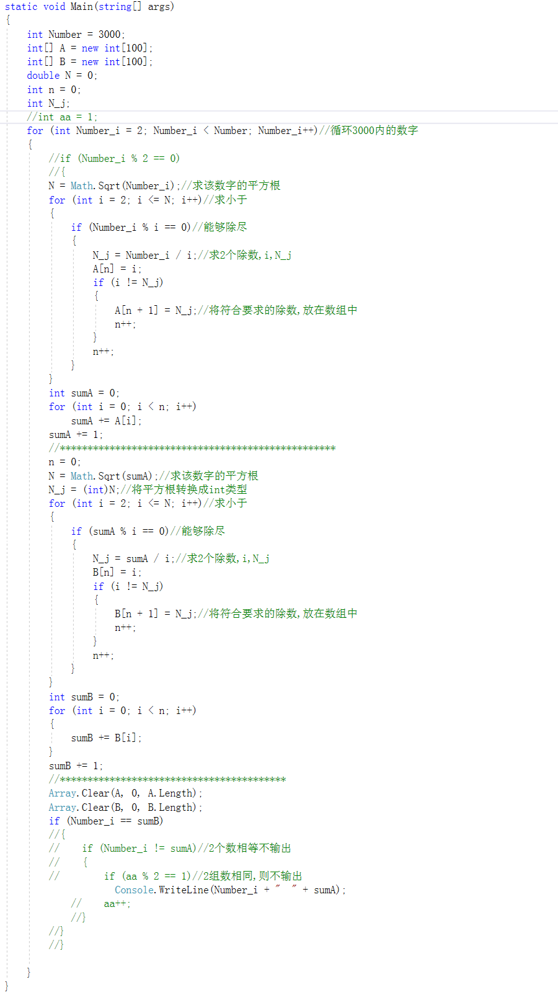 static void Main(string[] args)
{
    int Number = 3000;
    int[] A = new int[100];
    int[] B = new int[100];
    double N = 0;
    int n = 0;
    int N_j;
    //int aa = 1;
    for (int Number_i = 2; Number_i < Number; Number_i++)//循环3000内的数字
    {
        //if (Number_i % 2 == 0)
        //{
        N = Math.Sqrt(Number_i);//求该数字的平方根
        for (int i = 2; i <= N; i++)//求小于
        {
            if (Number_i % i == 0)//能够除尽
            {
                N_j = Number_i / i;//求2个除数,i,N_j
                A[n] = i;
                if (i != N_j)
                {
                    A[n + 1] = N_j;//将符合要求的除数,放在数组中
                    n++;
                }
                n++;
            }
        }
        int sumA = 0;
        for (int i = 0; i < n; i++)
            sumA += A[i];
        sumA += 1;
        //**************************************************
        n = 0;
        N = Math.Sqrt(sumA);//求该数字的平方根
        N_j = (int)N;//将平方根转换成int类型
        for (int i = 2; i <= N; i++)//求小于
        {
            if (sumA % i == 0)//能够除尽
            {
                N_j = sumA / i;//求2个除数,i,N_j
                B[n] = i;
                if (i != N_j)
                {
                    B[n + 1] = N_j;//将符合要求的除数,放在数组中
                    n++;
                }
                n++;
            }
        }
        int sumB = 0;
        for (int i = 0; i < n; i++)
        {
            sumB += B[i];
        }
        sumB += 1;
        //*****************************************
        Array.Clear(A, 0, A.Length);
        Array.Clear(B, 0, B.Length);
        if (Number_i == sumB)
        //{
        //    if (Number_i != sumA)//2个数相等不输出
        //    {
        //        if (aa % 2 == 1)//2组数相同,则不输出
                    Console.WriteLine(Number_i + "  " + sumA);
            //    aa++;
            //}
        //}
        //}
    }
}